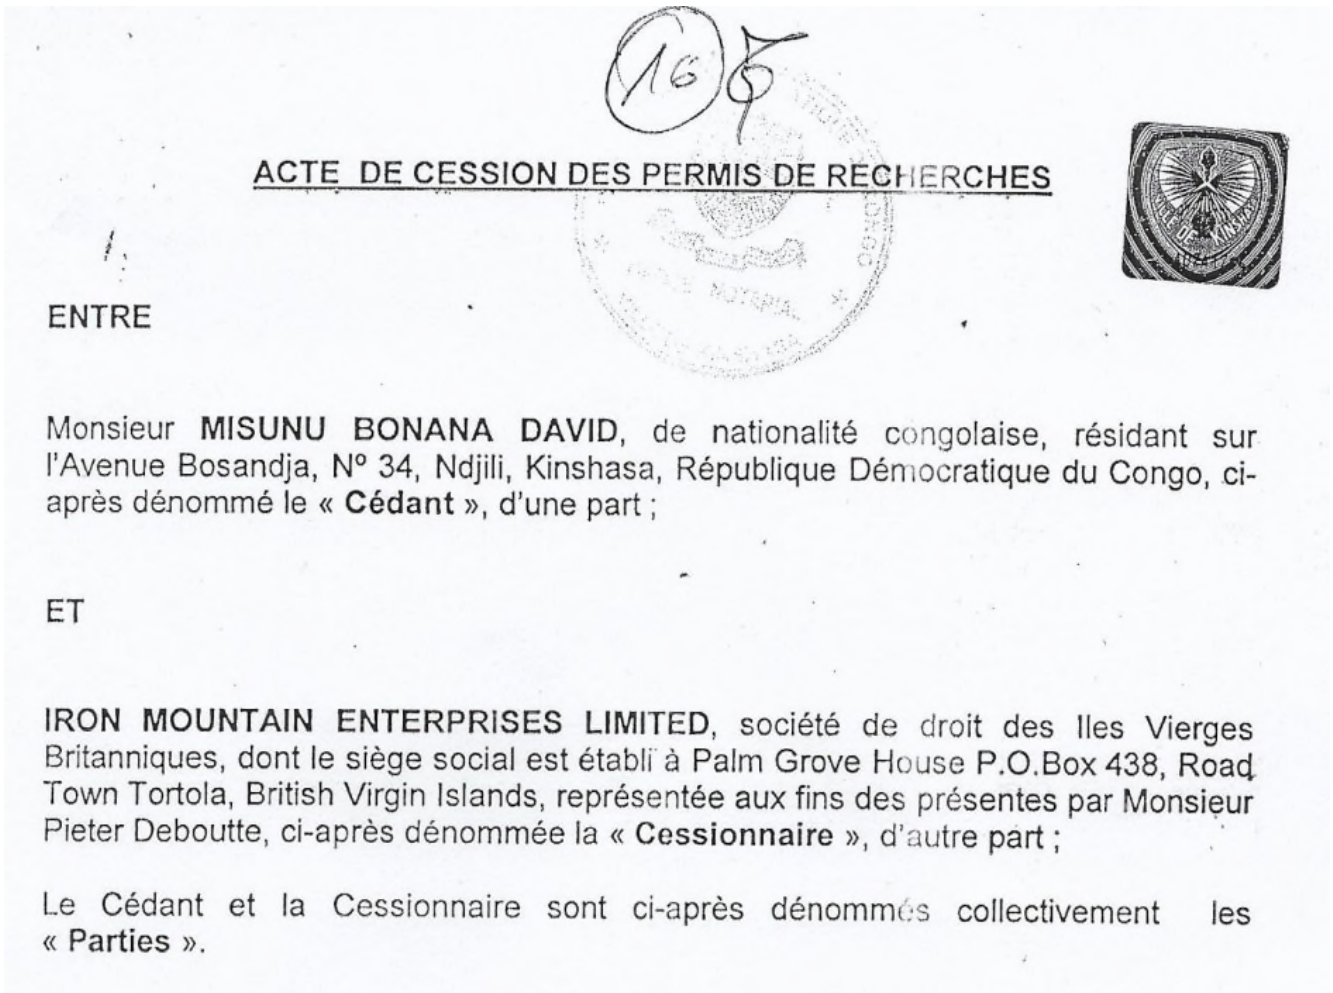 16
ACTE DE CESSION DES PERMIS DE RECHERCHES
VILLE DE KINSHASA
ENTRE
Monsieur MISUNU BONANA DAVID, de nationalité congolaise, résidant sur
l'Avenue Bosandja, Nº 34, Ndjili, Kinshasa, République Démocratique du Congo, ci-
après dénommé le « Cédant », d'une part ;
ET
IRON MOUNTAIN ENTERPRISES LIMITED, société de droit des Iles Vierges
Britanniques, dont le siège social est établi à Palm Grove House P.O.Box 438, Road
Town Tortola, British Virgin Islands, représentée aux fins des présentes par Monsieur
Pieter Deboutte, ci-après dénommée la « Cessionnaire », d'autre part ;
Le Cédant et la Cessionnaire sont ci-après dénommés collectivement les
« Parties ».